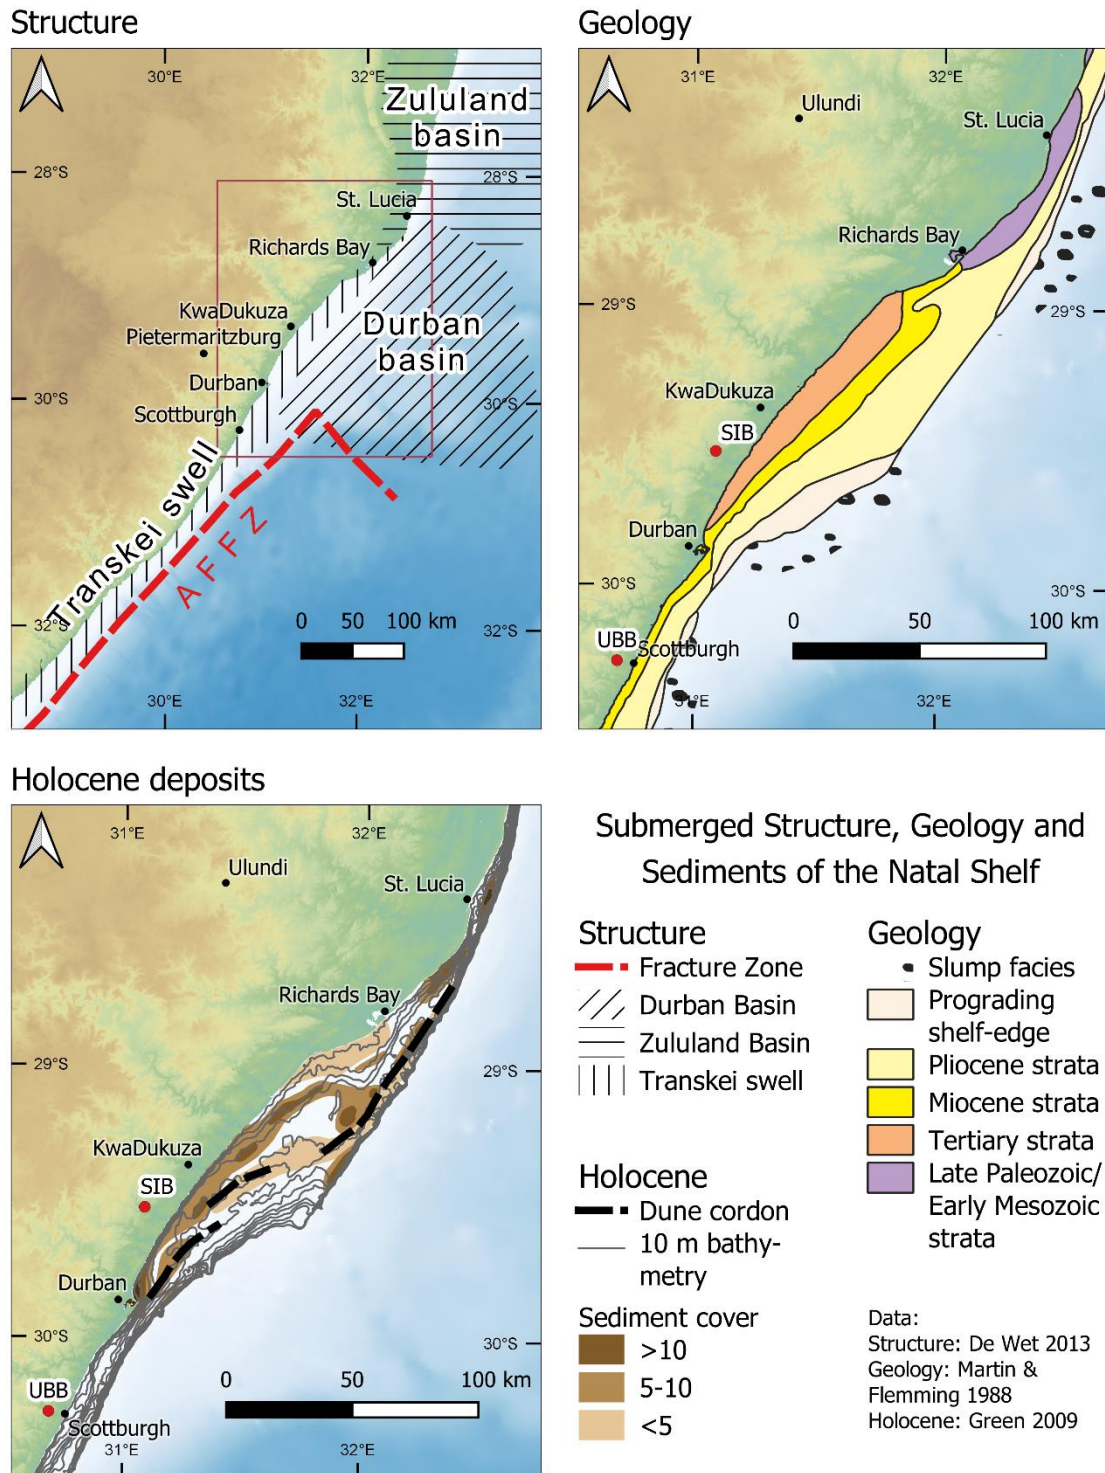 Structure
30°E
32°E
Zululand
basin
28°S
28°S
St. Lucia
Richards Bay
KwaDukuza
Pietermaritzburg
Durban
basin
Durban
30°S
30°S
Scottburgh
Transkei swell
AFFZ
0 50 100 km
32°S
32°S
30°E
32°E
Geology
31°E
32°E
Ulundi
St. Lucia
Richards Bay
29°S
29°S
KwaDukuza
SIB
Durban
30°S
30°S
UBB
Scottburgh
0 50 100 km
31°E
32°E
Holocene deposits
31°E
32°E
Ulundi
St. Lucia
Richards Bay
29°S
29°S
KwaDukuza
SIB
Durban
30°S
30°S
0 50 100 km
UBB
Scottburgh
31°E
32°E
Submerged Structure, Geology and
Sediments of the Natal Shelf
Structure
Fracture Zone
Durban Basin
Zululand Basin
Transkei swell
Holocene
Dune cordon
10 m bathy-
metry
Sediment cover
>10
5-10
<5
Geology
Slump facies
Prograding
shelf-edge
Pliocene strata
Miocene strata
Tertiary strata
Late Paleozoic/
Early Mesozoic
strata
Data:
Structure: De Wet 2013
Geology: Martin &
Flemming 1988
Holocene: Green 2009